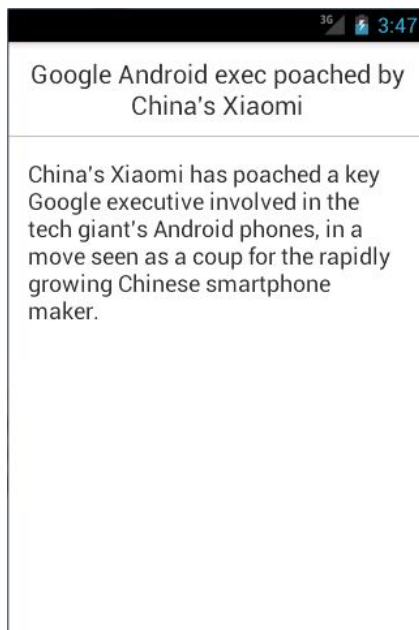 3G 3:47
Google Android exec poached by
China's Xiaomi
China's Xiaomi has poached a key
Google executive involved in the
tech giant's Android phones, in a
move seen as a coup for the rapidly
growing Chinese smartphone
maker.